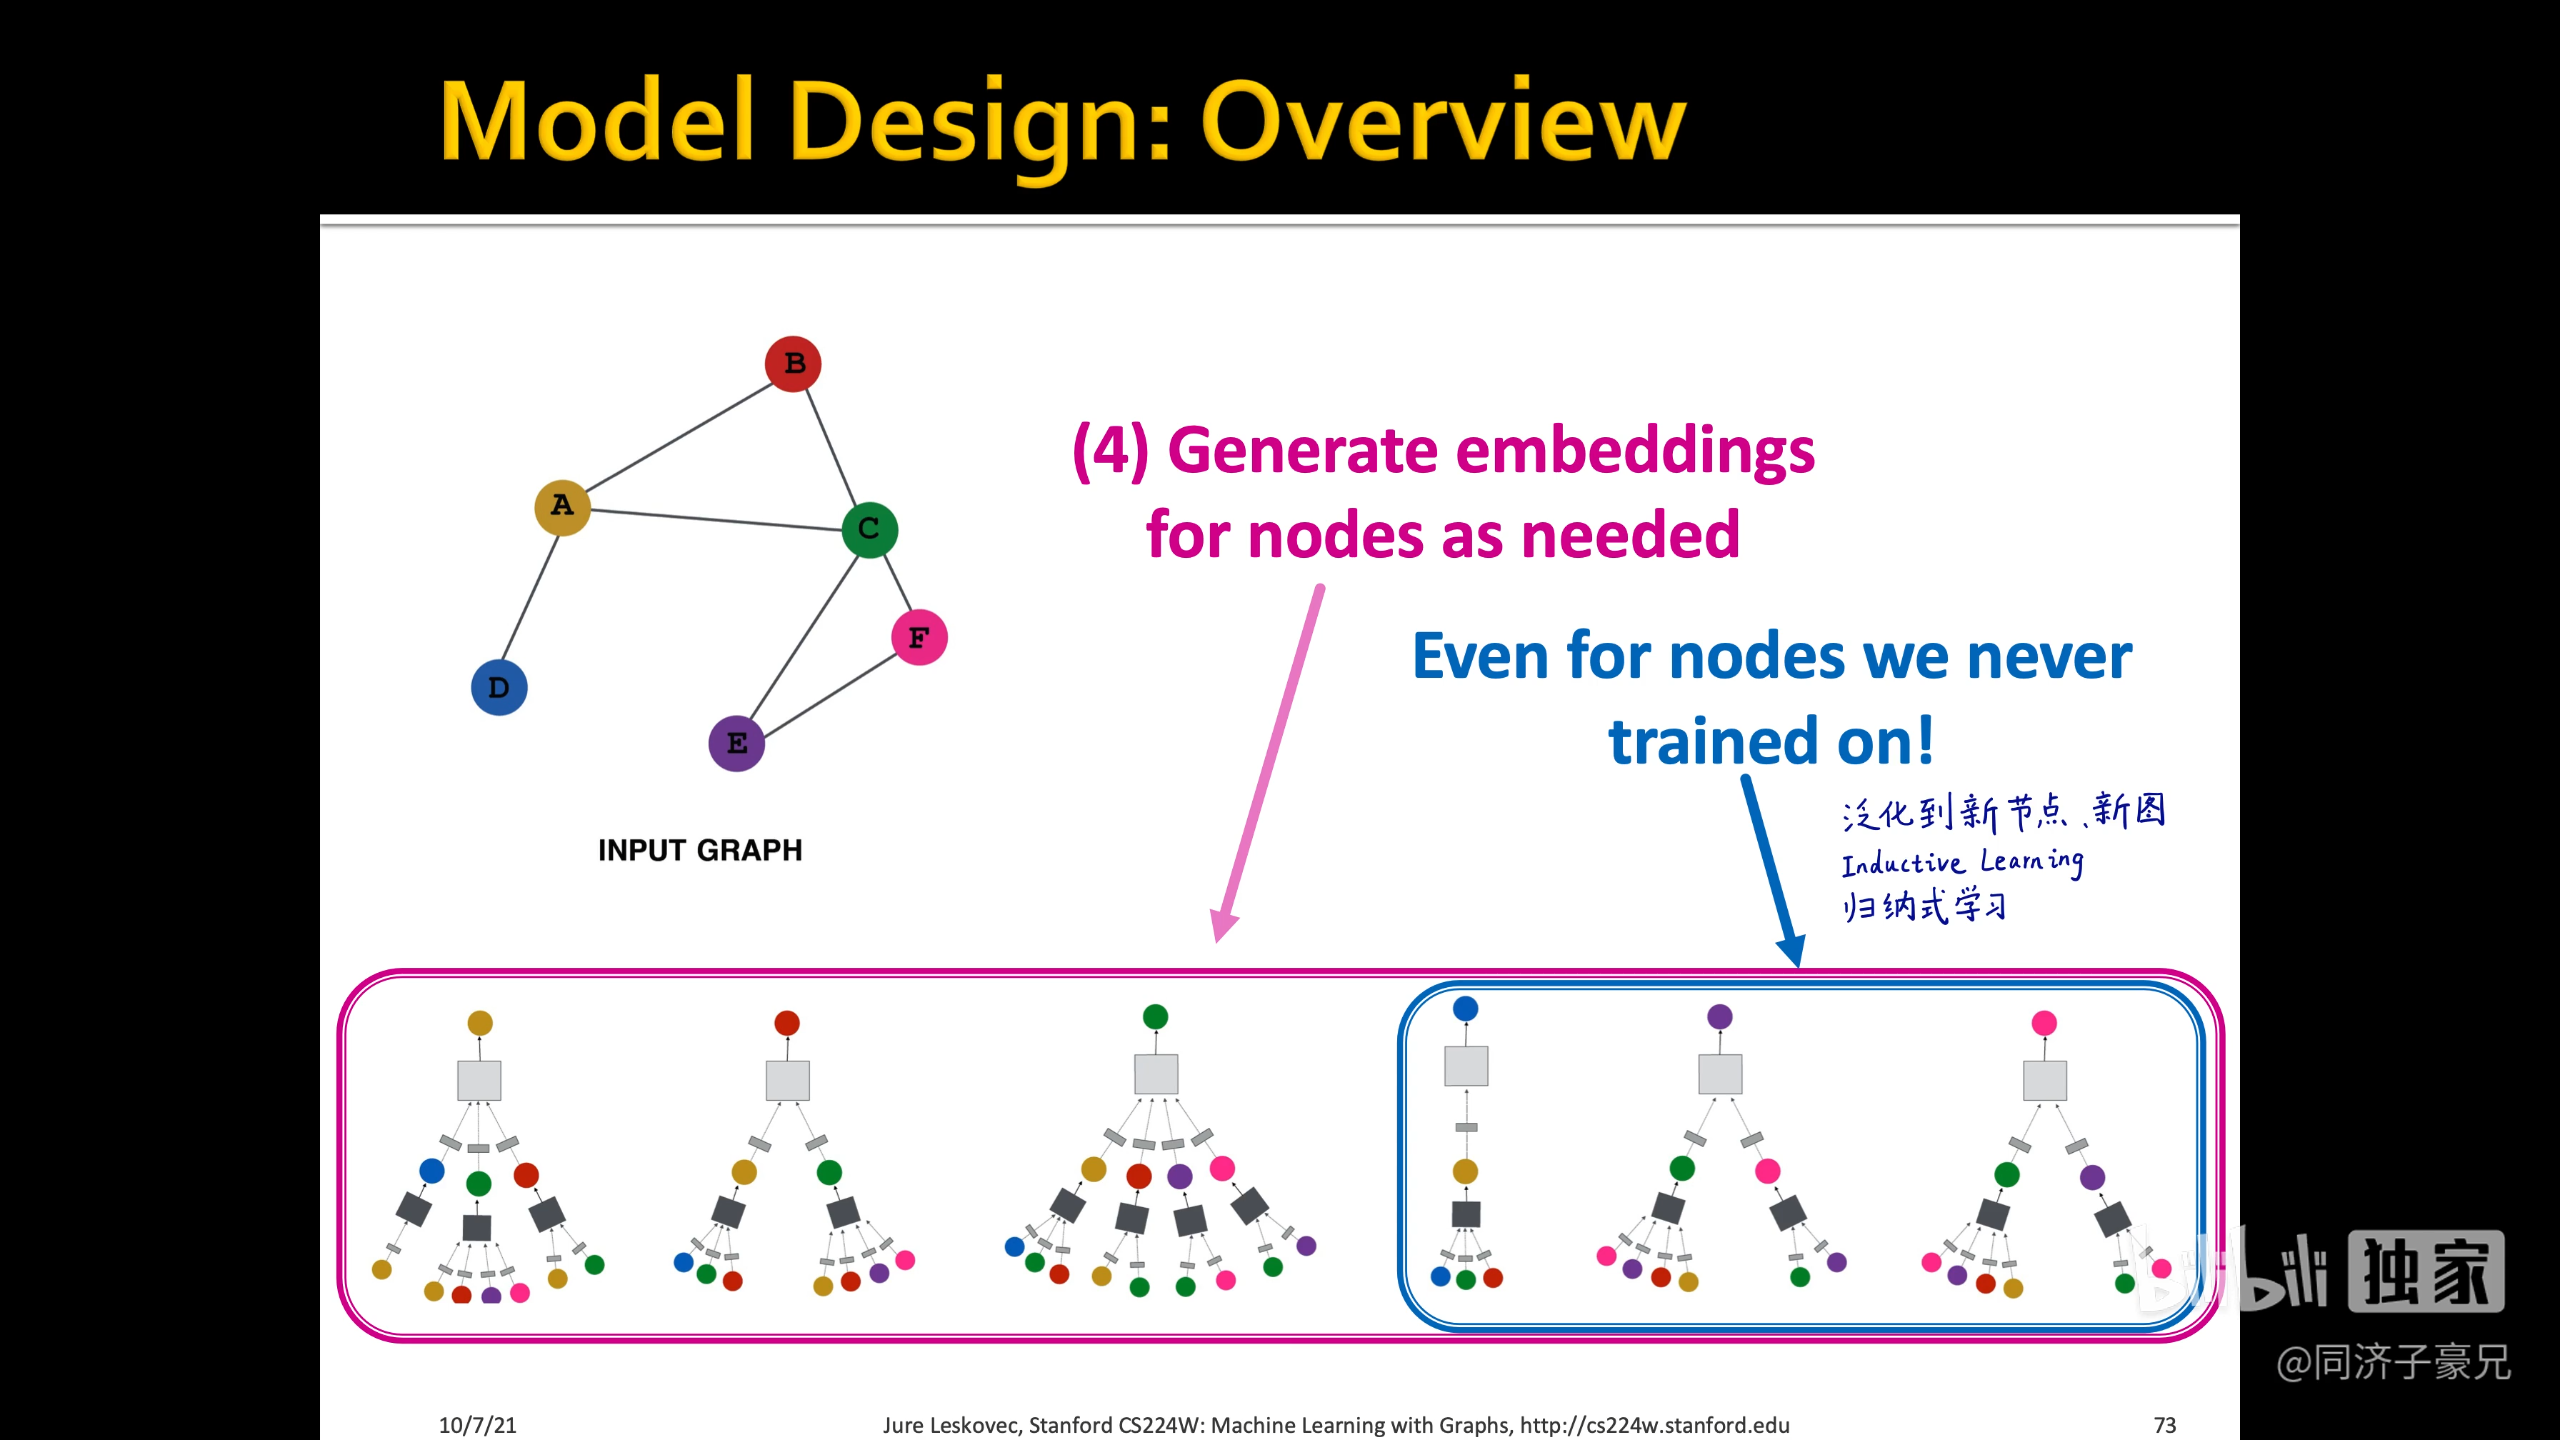 Model Design: Overview
B
A
C
F
D
E
INPUT GRAPH
(4) Generate embeddings
for nodes as needed
Even for nodes we never
trained on!
泛化到新节点、新图
Inductive Learning
归纳式学习
bilibili 独家
@同济子豪兄
10/7/21
Jure Leskovec, Stanford CS224W: Machine Learning with Graphs, http://cs224w.stanford.edu
73